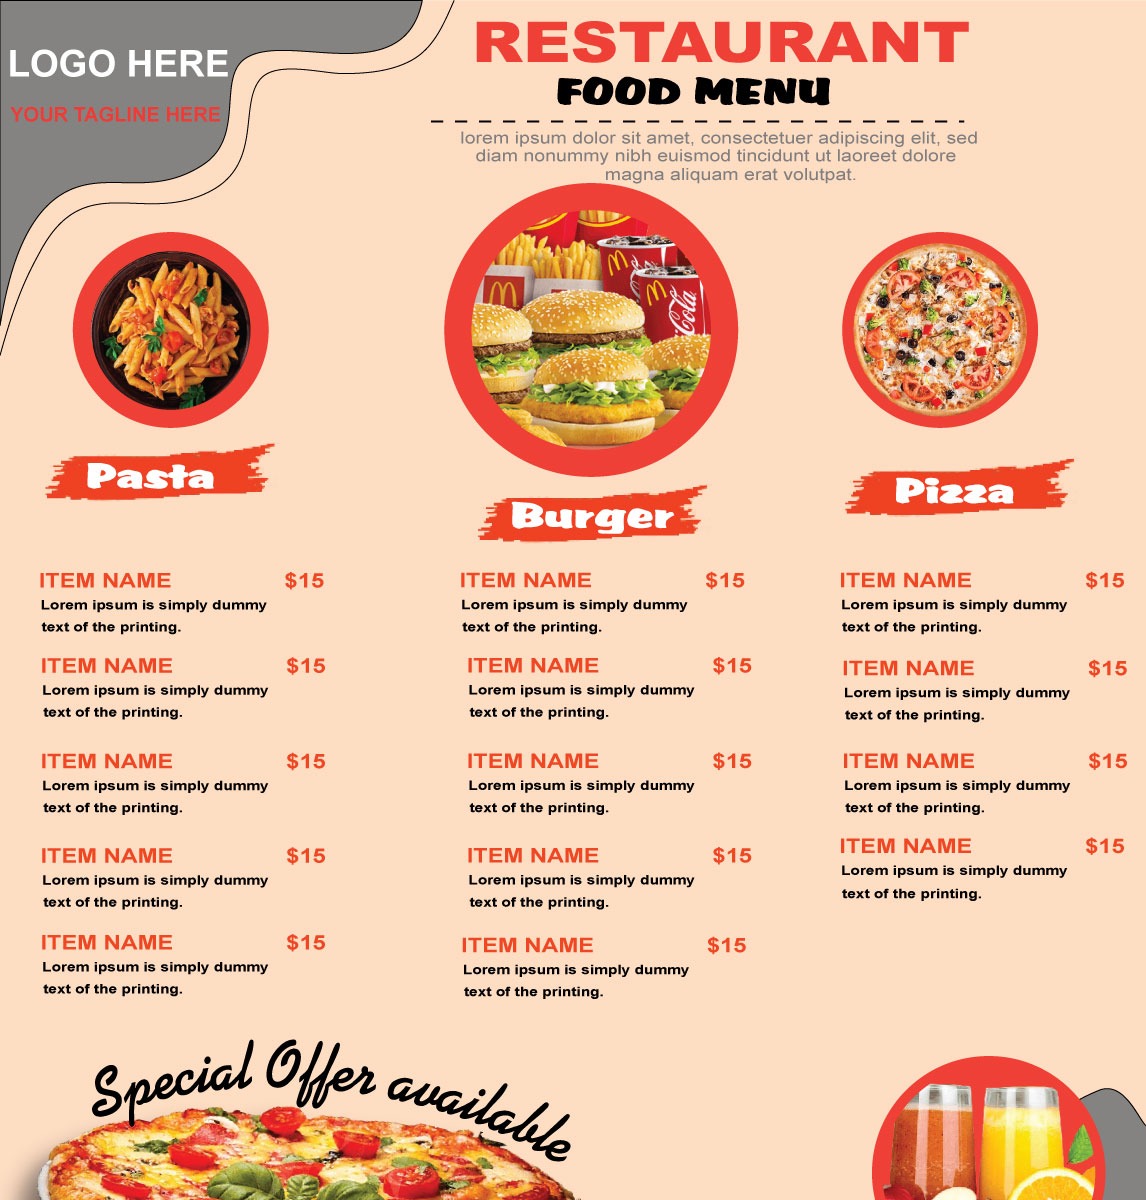 LOGO HERE
YOUR TAGLINE HERE
RESTAURANT
FOOD MENU
lorem ipsum dolor sit amet, consectetuer adipiscing elit, sed
diam nonummy nibh euismod tincidunt ut laoreet dolore
magna aliquam erat volutpat.
Coca-Cola
Pasta
ITEM NAME $15
Lorem ipsum is simply dummy
text of the printing.
ITEM NAME $15
Lorem ipsum is simply dummy
text of the printing.
ITEM NAME $15
Lorem ipsum is simply dummy
text of the printing.
ITEM NAME $15
Lorem ipsum is simply dummy
text of the printing.
ITEM NAME $15
Lorem ipsum is simply dummy
text of the printing.
Burger
ITEM NAME $15
Lorem ipsum is simply dummy
text of the printing.
ITEM NAME $15
Lorem ipsum is simply dummy
text of the printing.
ITEM NAME $15
Lorem ipsum is simply dummy
text of the printing.
ITEM NAME $15
Lorem ipsum is simply dummy
text of the printing.
ITEM NAME $15
Lorem ipsum is simply dummy
text of the printing.
Pizza
ITEM NAME $15
Lorem ipsum is simply dummy
text of the printing.
ITEM NAME $15
Lorem ipsum is simply dummy
text of the printing.
ITEM NAME $15
Lorem ipsum is simply dummy
text of the printing.
ITEM NAME $15
Lorem ipsum is simply dummy
text of the printing.
Special Offer available